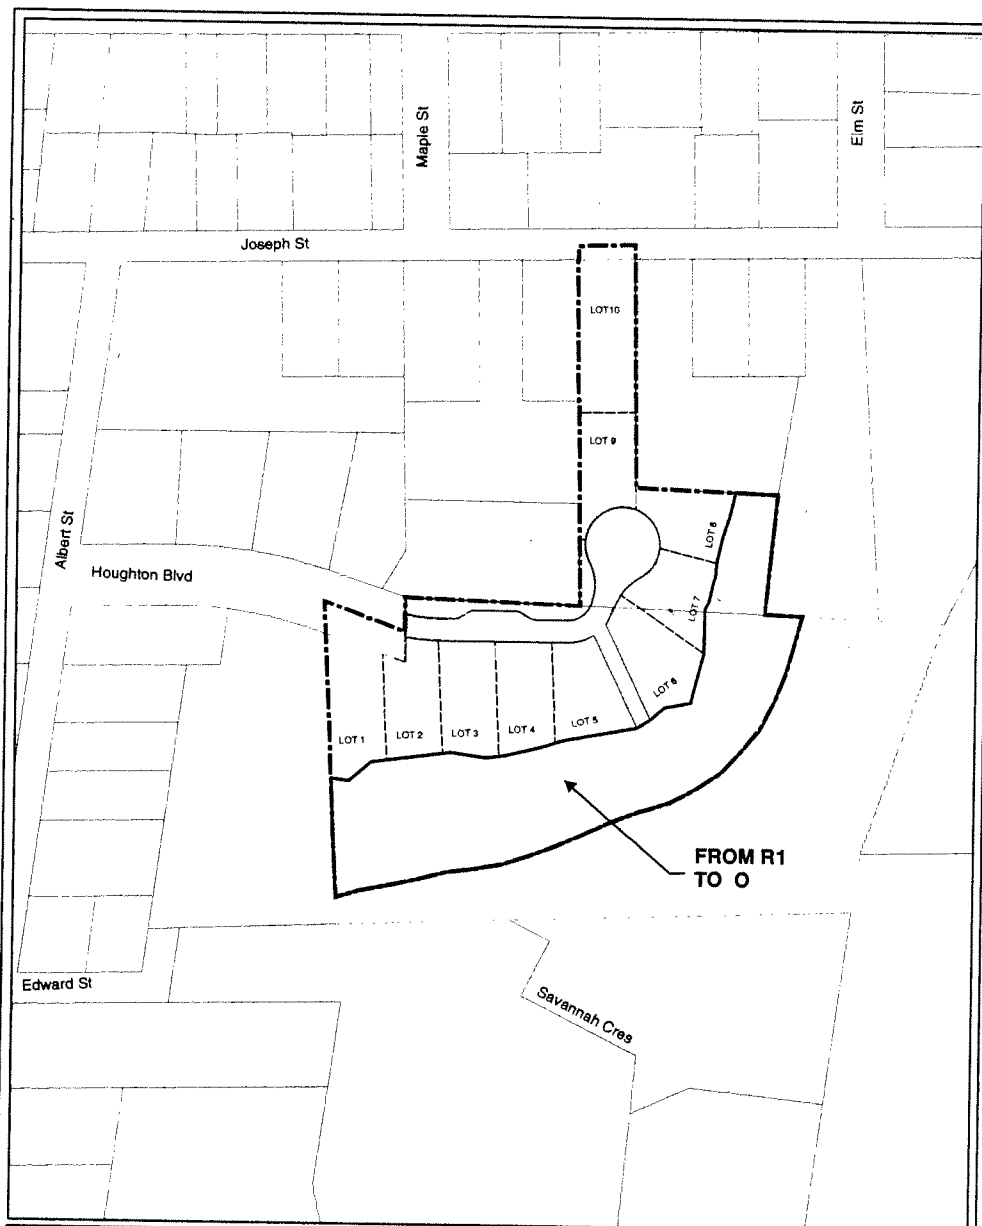 Maple St
Elm St
Joseph St
LOT10
LOT 9
Albert St
LOT 8
Houghton Blvd
LOT 7
LOT 6
LOT 5
LOT 4
LOT 3
LOT 2
LOT 1
FROM R1
TO O
Edward St
Savannah Cres